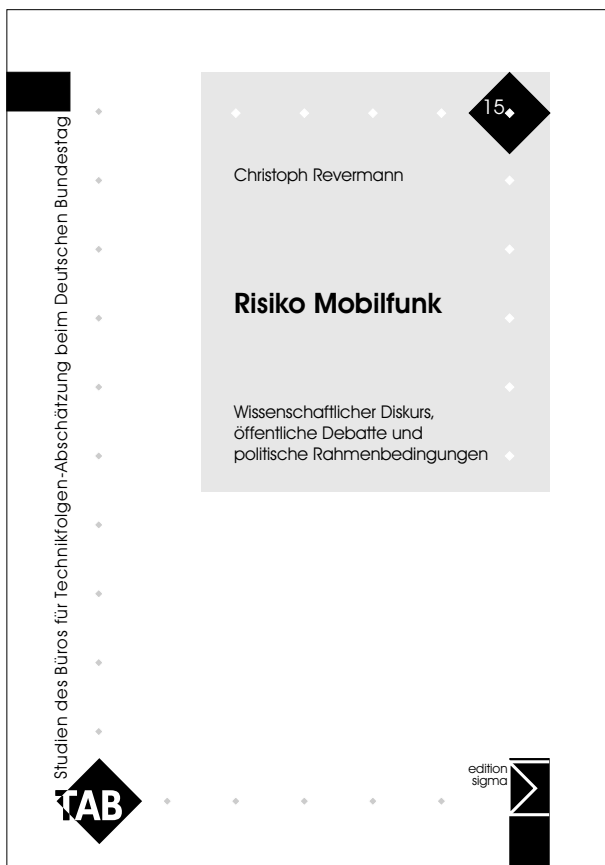 15
Christoph Revermann
Risiko Mobilfunk
Wissenschaftlicher Diskurs,
öffentliche Debatte und
politische Rahmenbedingungen
Studien des Büros für Technikfolgen-Abschätzung beim Deutschen Bundestag
TAB
edition
sigma